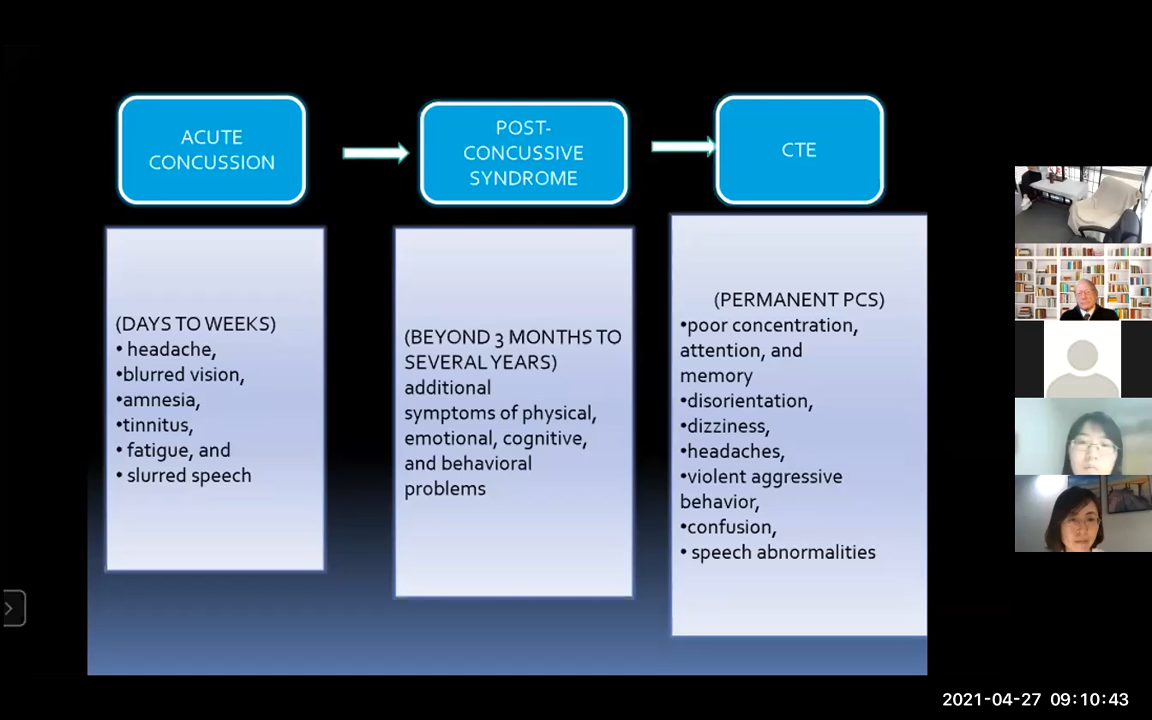 ACUTE
CONCUSSION
POST-
CONCUSSIVE
SYNDROME
CTE
(DAYS TO WEEKS)
• headache,
•blurred vision,
•amnesia,
•tinnitus,
• fatigue, and
• slurred speech
(BEYOND 3 MONTHS TO
SEVERAL YEARS)
additional
symptoms of physical,
emotional, cognitive,
and behavioral
problems
(PERMANENT PCS)
•poor concentration,
attention, and
memory
•disorientation,
•dizziness,
•headaches,
•violent aggressive
behavior,
•confusion,
• speech abnormalities
2021-04-27 09:10:43